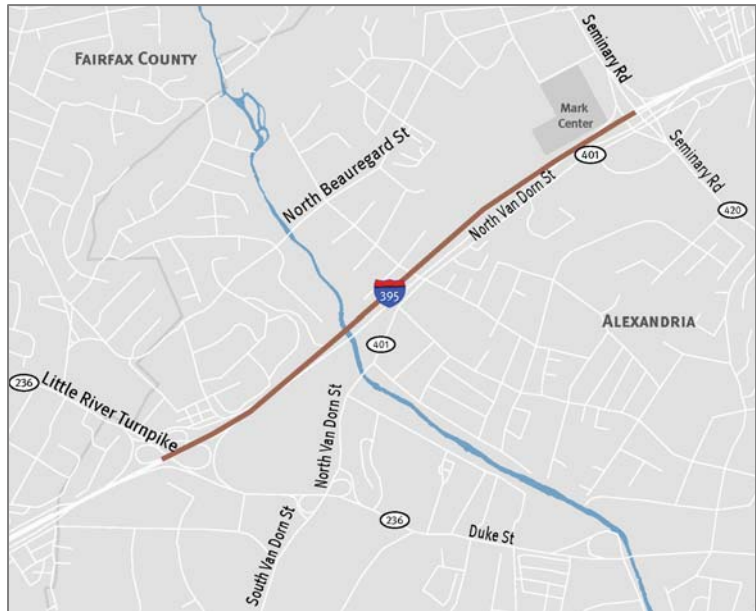 Seminary Rd
FAIRFAX COUNTY
Mark
Center
North Beauregard St
401
North Van Dorn St
Seminary Rd
420
395
ALEXANDRIA
401
236
Little River Turnpike
North Van Dorn St
236
Duke St
South Van Dorn St